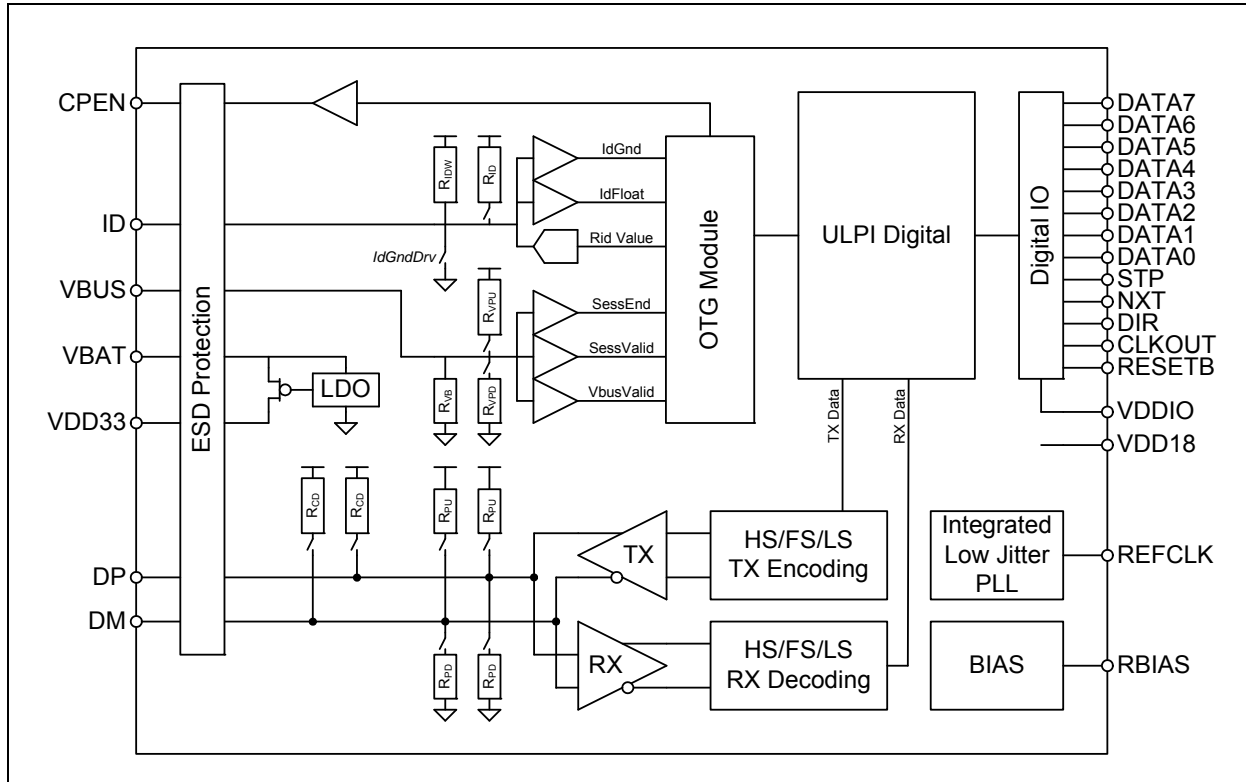 CPEN
ID
VBUS
VBAT
VDD33
DP
DM
ESD Protection
LDO
RIDW
RID
IdGndDrv
RVPU
RVB
RVPD
IdGnd
IdFloat
Rid Value
SessEnd
SessValid
VbusValid
OTG Module
ULPI Digital
Digital IO
DATA7
DATA6
DATA5
DATA4
DATA3
DATA2
DATA1
DATA0
STP
NXT
DIR
CLKOUT
RESETB
VDDIO
VDD18
TX Data
RX Data
RCD
RCD
RPU
RPU
RPD
RPD
TX
RX
HS/FS/LS
TX Encoding
HS/FS/LS
RX Decoding
Integrated
Low Jitter
PLL
REFCLK
BIAS
RBIAS